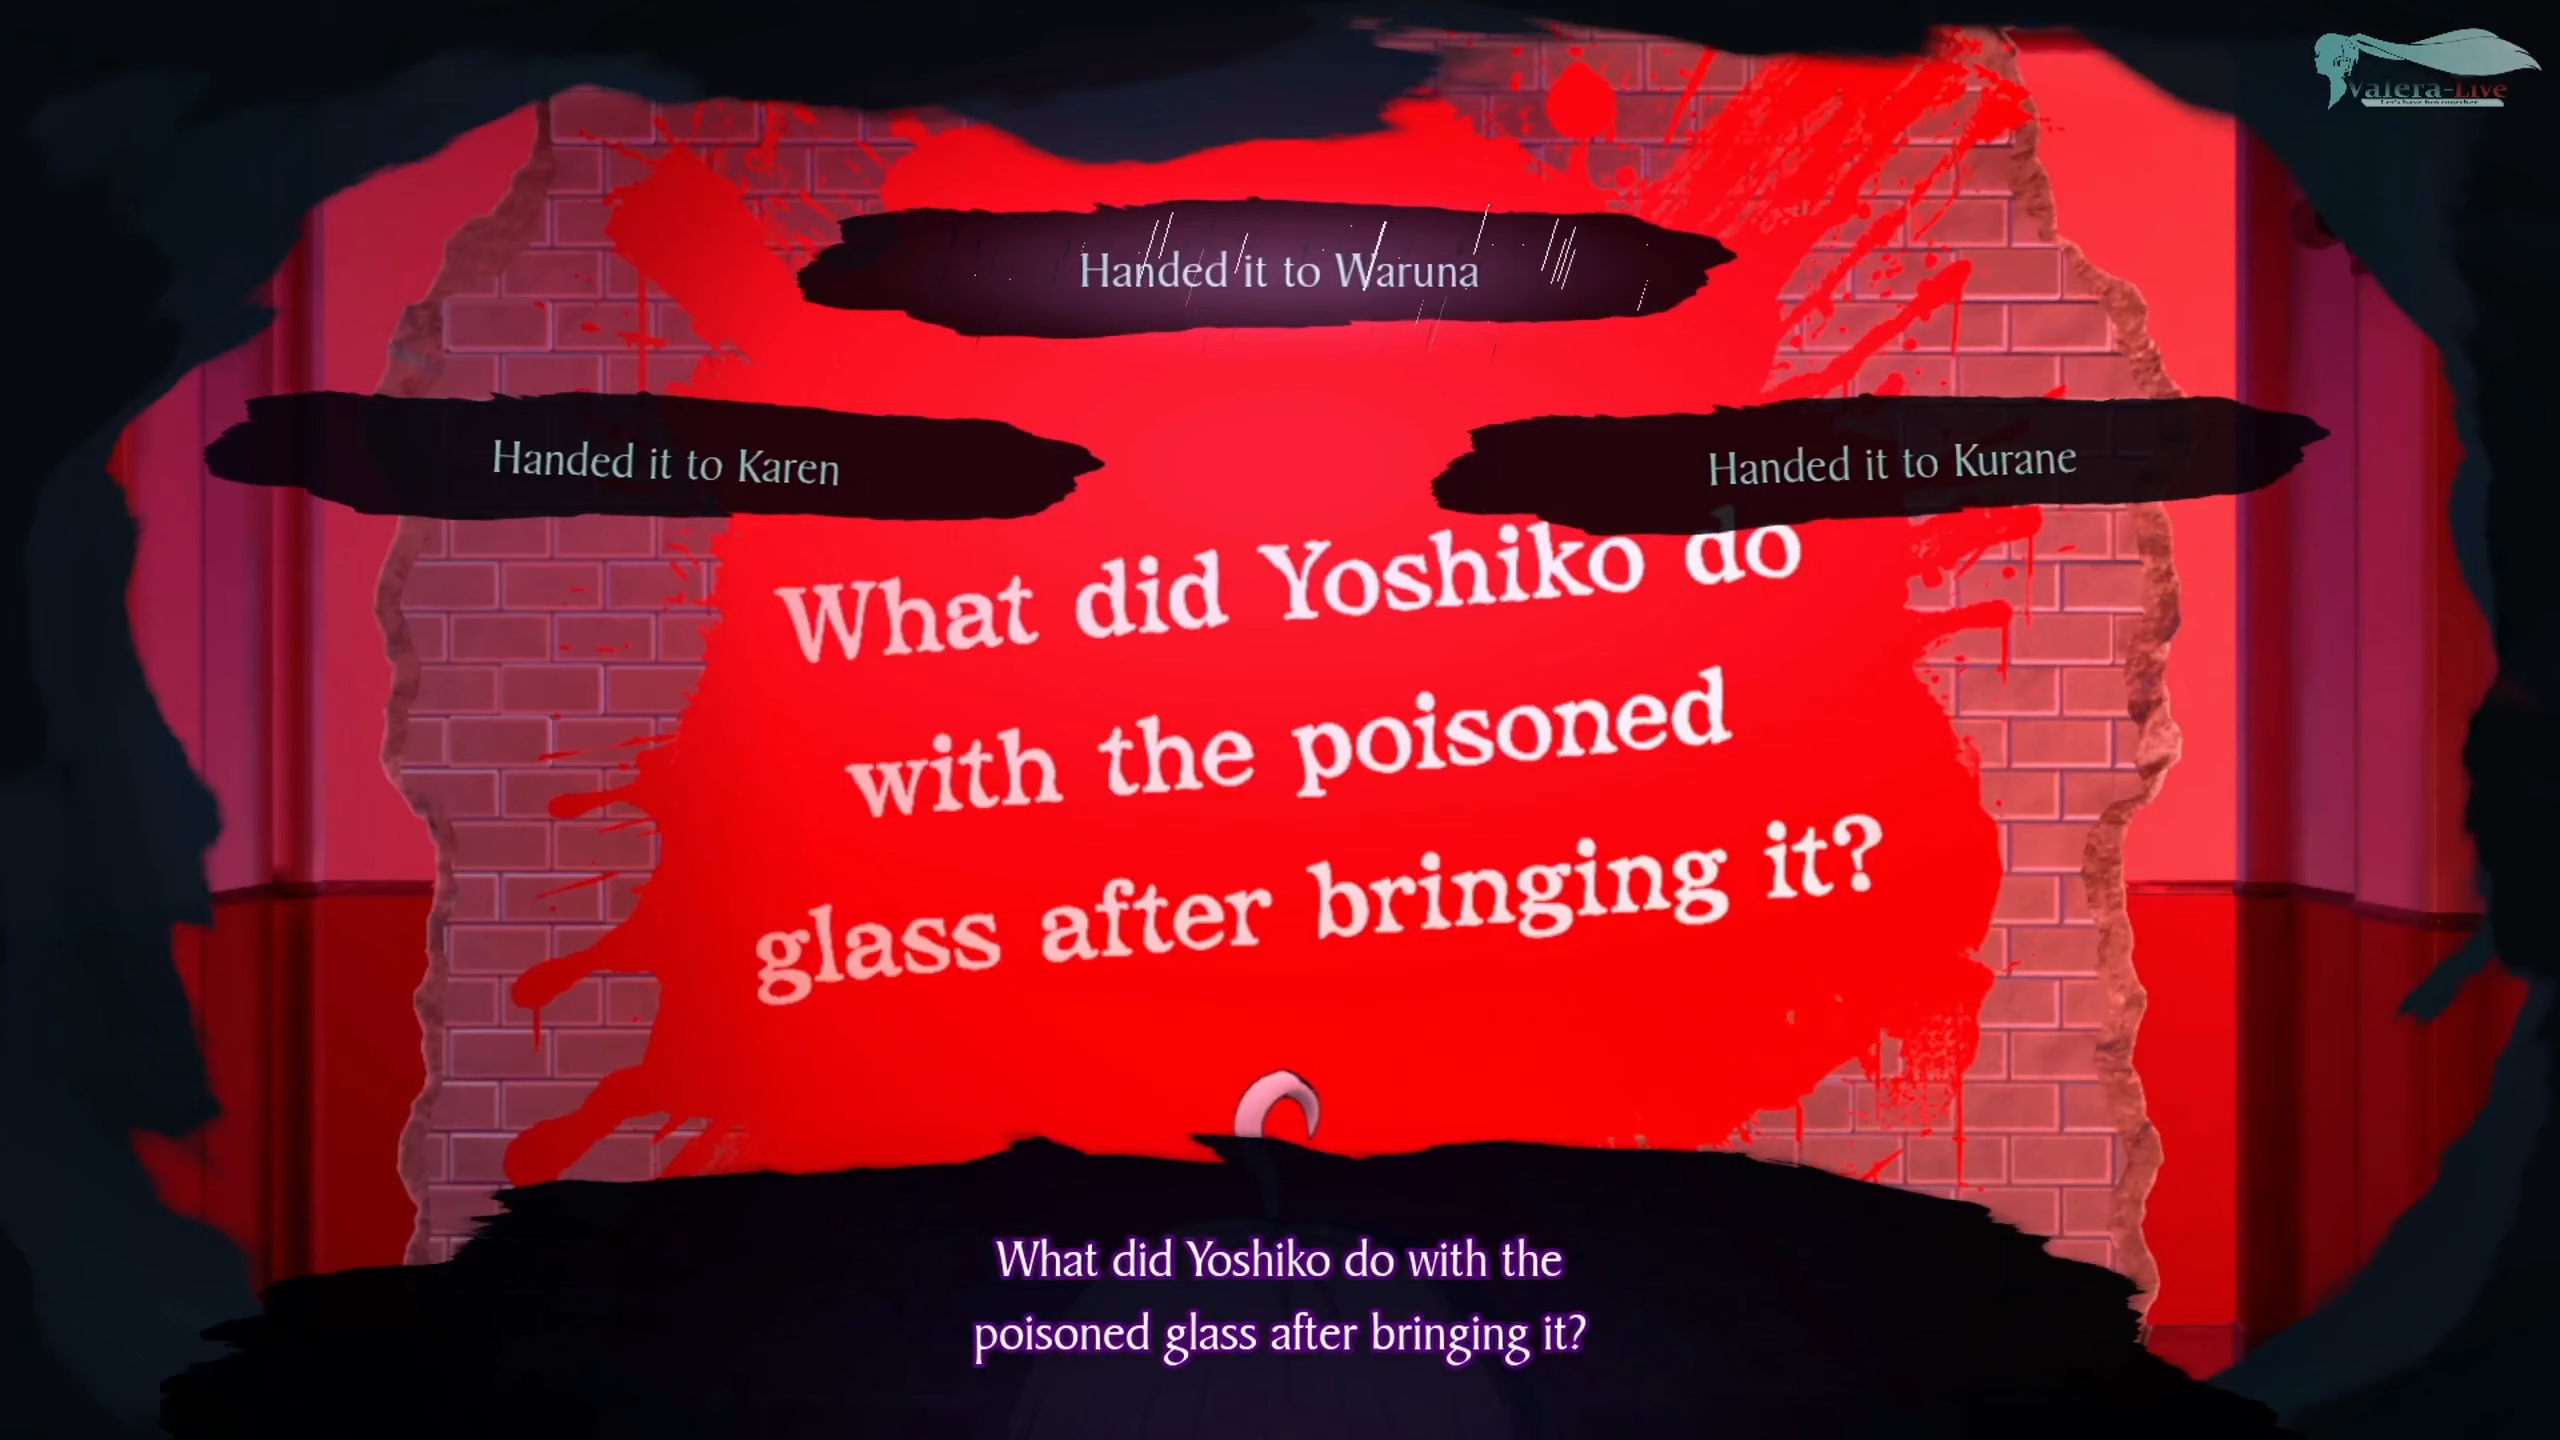 Valera-Live
Handed it to Waruna
Handed it to Karen
Handed it to Kurane
What did Yoshiko do
with the poisoned
glass after bringing it?
What did Yoshiko do with the
poisoned glass after bringing it?